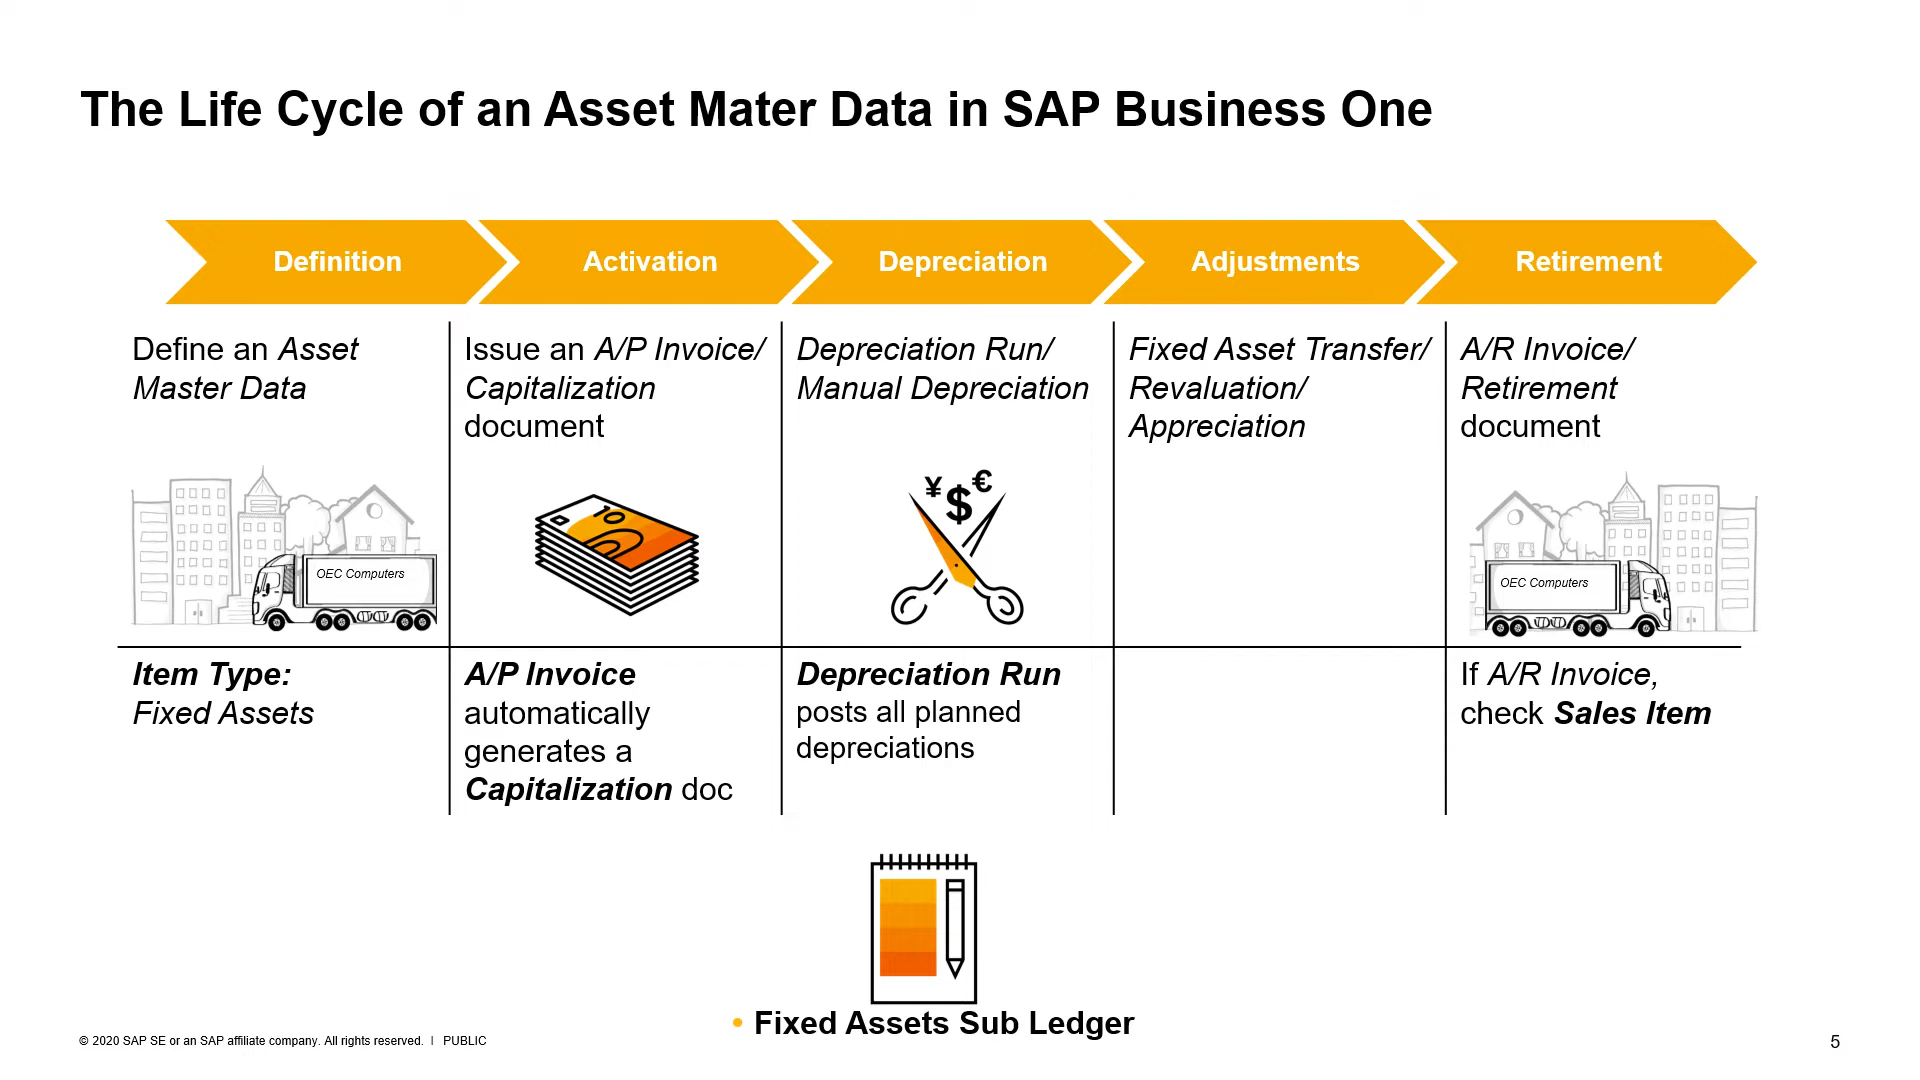 The Life Cycle of an Asset Mater Data in SAP Business One
Definition
Activation
Depreciation
Adjustments
Retirement
Define an Asset
Master Data
Issue an A/P Invoice/
Capitalization
document
Depreciation Run/
Manual Depreciation
Fixed Asset Transfer/
Revaluation/
Appreciation
A/R Invoice/
Retirement
document
OEC Computers
10
¥ $ €
OEC Computers
Item Type:
Fixed Assets
A/P Invoice
automatically
generates a
Capitalization doc
Depreciation Run
posts all planned
depreciations
If A/R Invoice,
check Sales Item
• Fixed Assets Sub Ledger
© 2020 SAP SE or an SAP affiliate company. All rights reserved. I PUBLIC
5